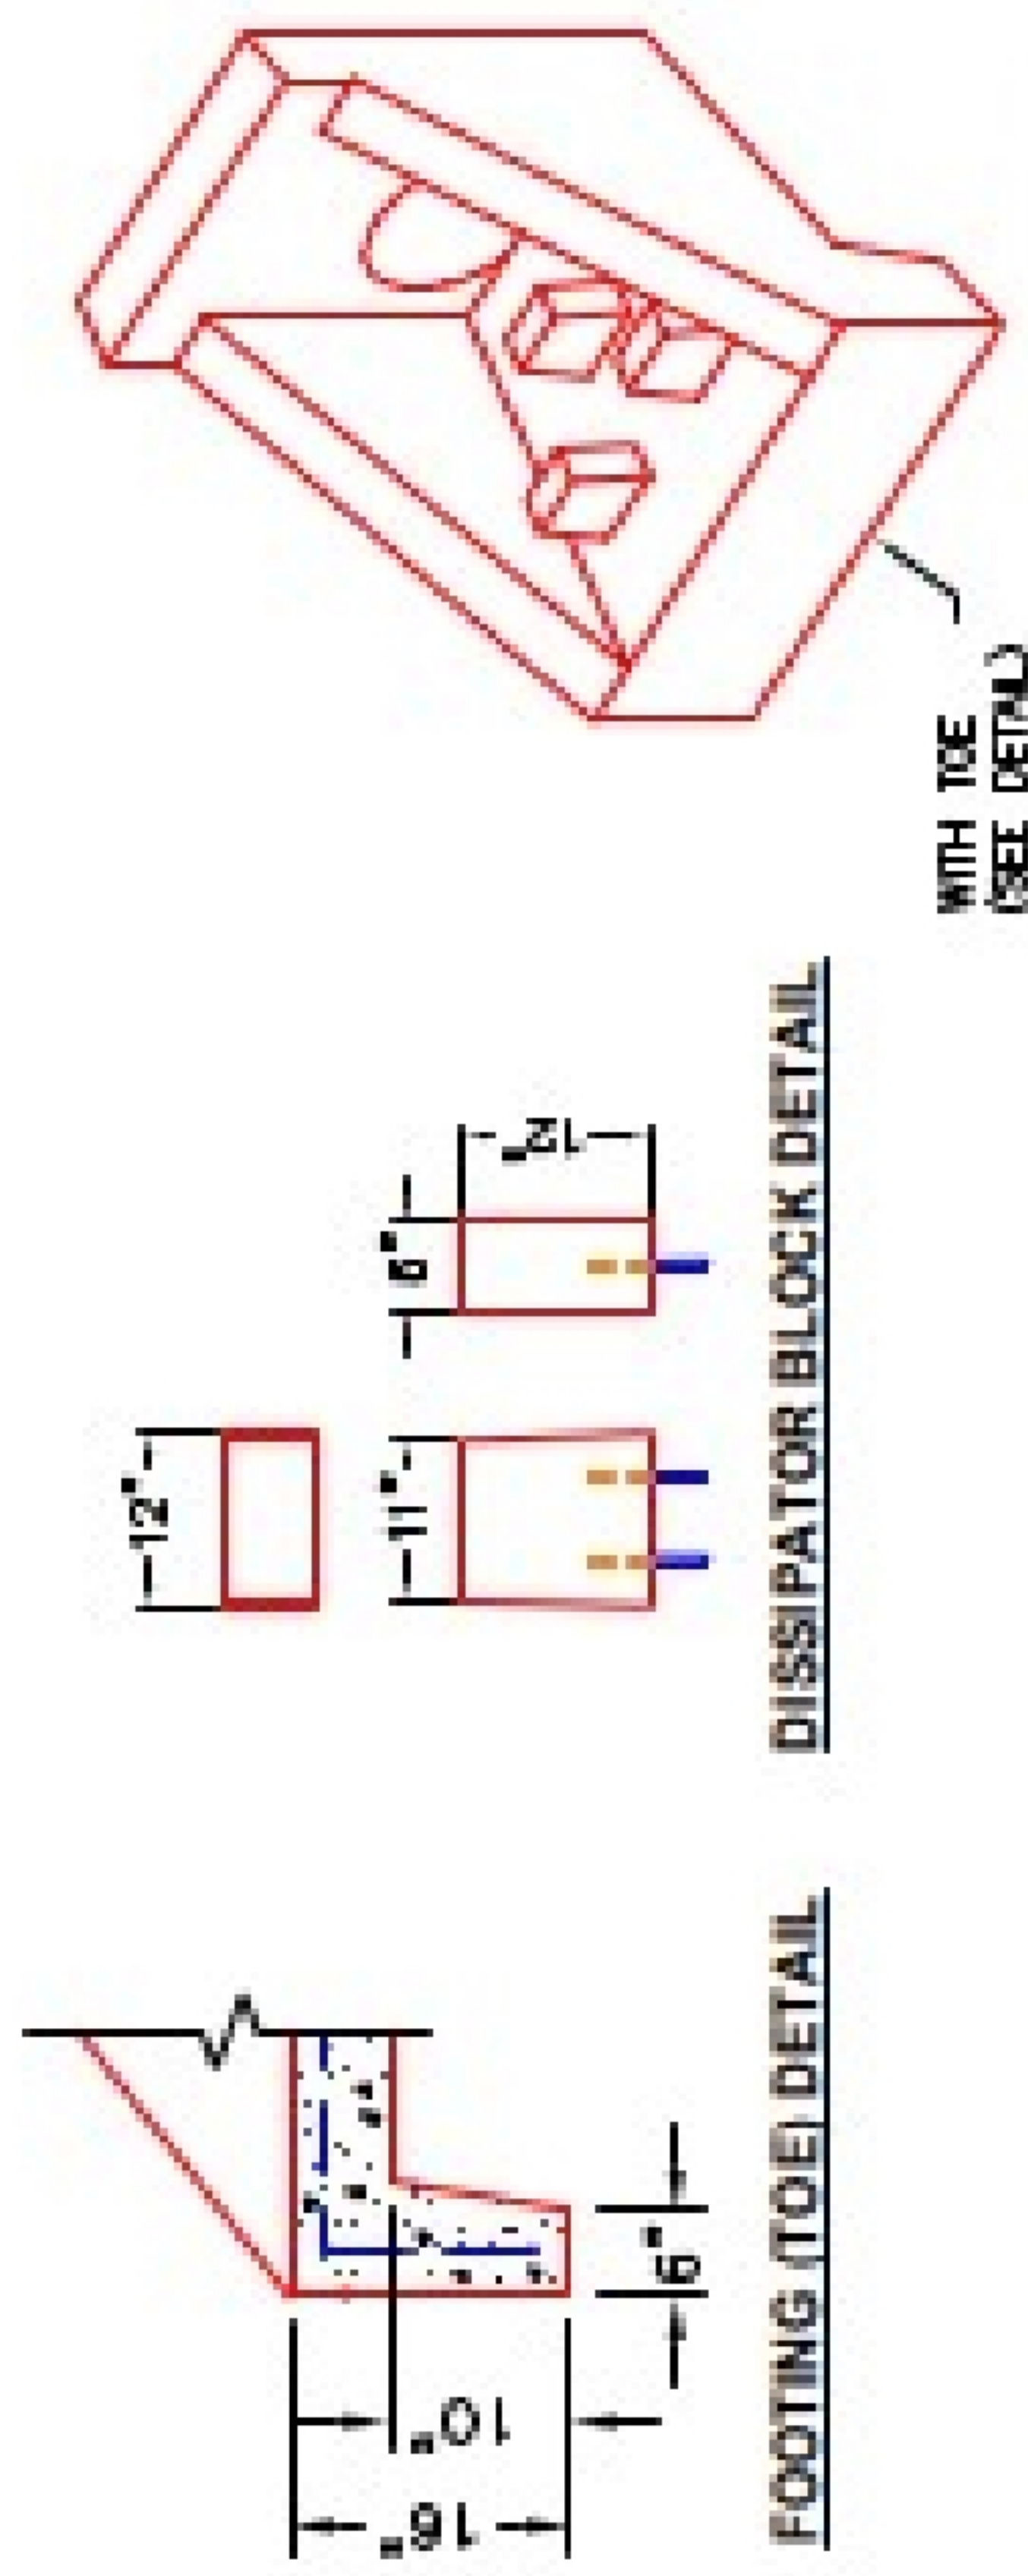 WITH TOE
(SEE DETAIL)
12"
6"
12"
11"
DISSIPATOR BLOCK DETAIL
6"
10"
16"
FOOTING (TOE) DETAIL